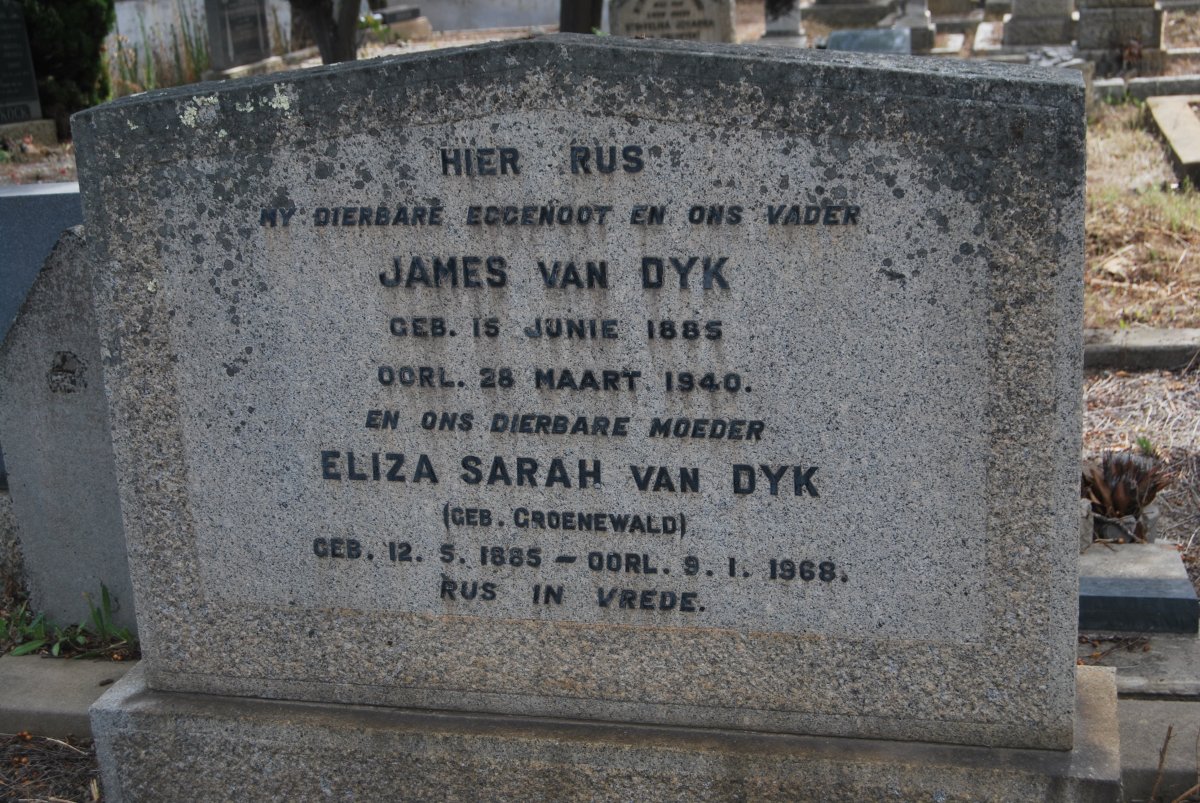 HIER RUS
MY DIERBARE EGGENOOT EN ONS VADER
JAMES VAN DYK
GEB. 15 JUNIE 1885
OORL. 28 MAART 1940.
EN ONS DIERBARE MOEDER
ELIZA SARAH VAN DYK
(GEB. GROENEWALD)
GEB. 12. 5. 1885 – OORL. 9. 1. 1968.
RUS IN VREDE.